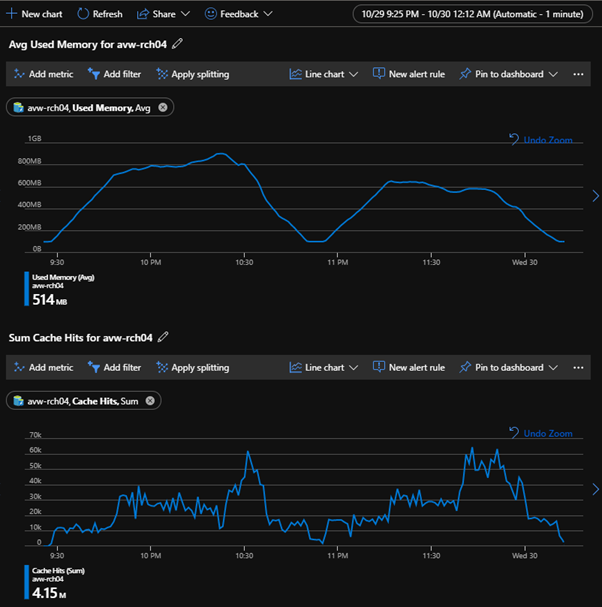 New chart Refresh Share Feedback 10/29 9:25 PM - 10/30 12:12 AM (Automatic - 1 minute)
Avg Used Memory for avw-rch04
Add metric Add filter Apply splitting Line chart New alert rule Pin to dashboard ...
avw-rch04, Used Memory, Avg
Undo Zoom
1GB
800MB
600MB
400MB
200MB
0B
9:30 10 PM 10:30 11 PM 11:30 Wed 30
Used Memory (Avg)
avw-rch04
514 MB
Sum Cache Hits for avw-rch04
Add metric Add filter Apply splitting Line chart New alert rule Pin to dashboard ...
avw-rch04, Cache Hits, Sum
Undo Zoom
70k
60k
50k
40k
30k
20k
10k
0
9:30 10 PM 10:30 11 PM 11:30 Wed 30
Cache Hits (Sum)
avw-rch04
4.15 M